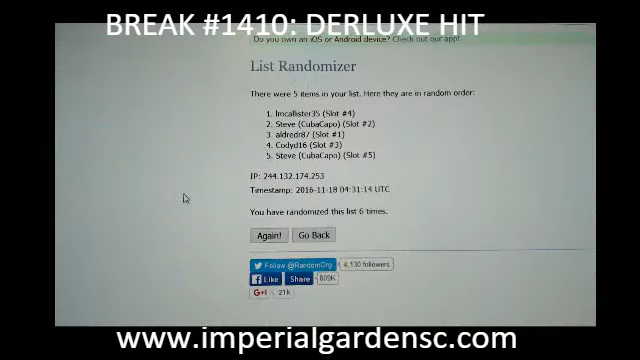 BREAK #1410: DERLUXE HIT
Do you own an iOS or Android device? Check out our app!
List Randomizer
There were 5 items in your list. Here they are in random order:
1. lmcallister35 (Slot #4)
2. Steve (CubaCapo) (Slot #2)
3. aldredr87 (Slot #1)
4. Codyd16 (Slot #3)
5. Steve (CubaCapo) (Slot #5)
IP: 244.132.174.253
Timestamp: 2016-11-18 04:31:14 UTC
You have randomized this list 6 times.
Again! Go Back
Follow @RandomOrg 4,130 followers
Like Share 809K
G+1 21k
www.imperialgardensc.com